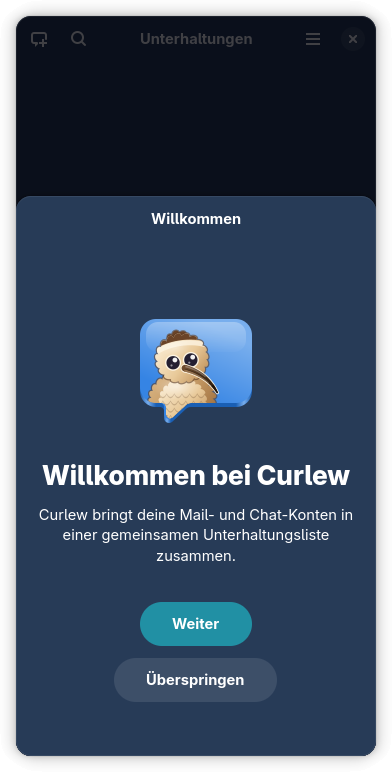 Unterhaltungen
Willkommen
Willkommen bei Curlew
Curlew bringt deine Mail- und Chat-Konten in
einer gemeinsamen Unterhaltungsliste
zusammen.
Weiter
Überspringen